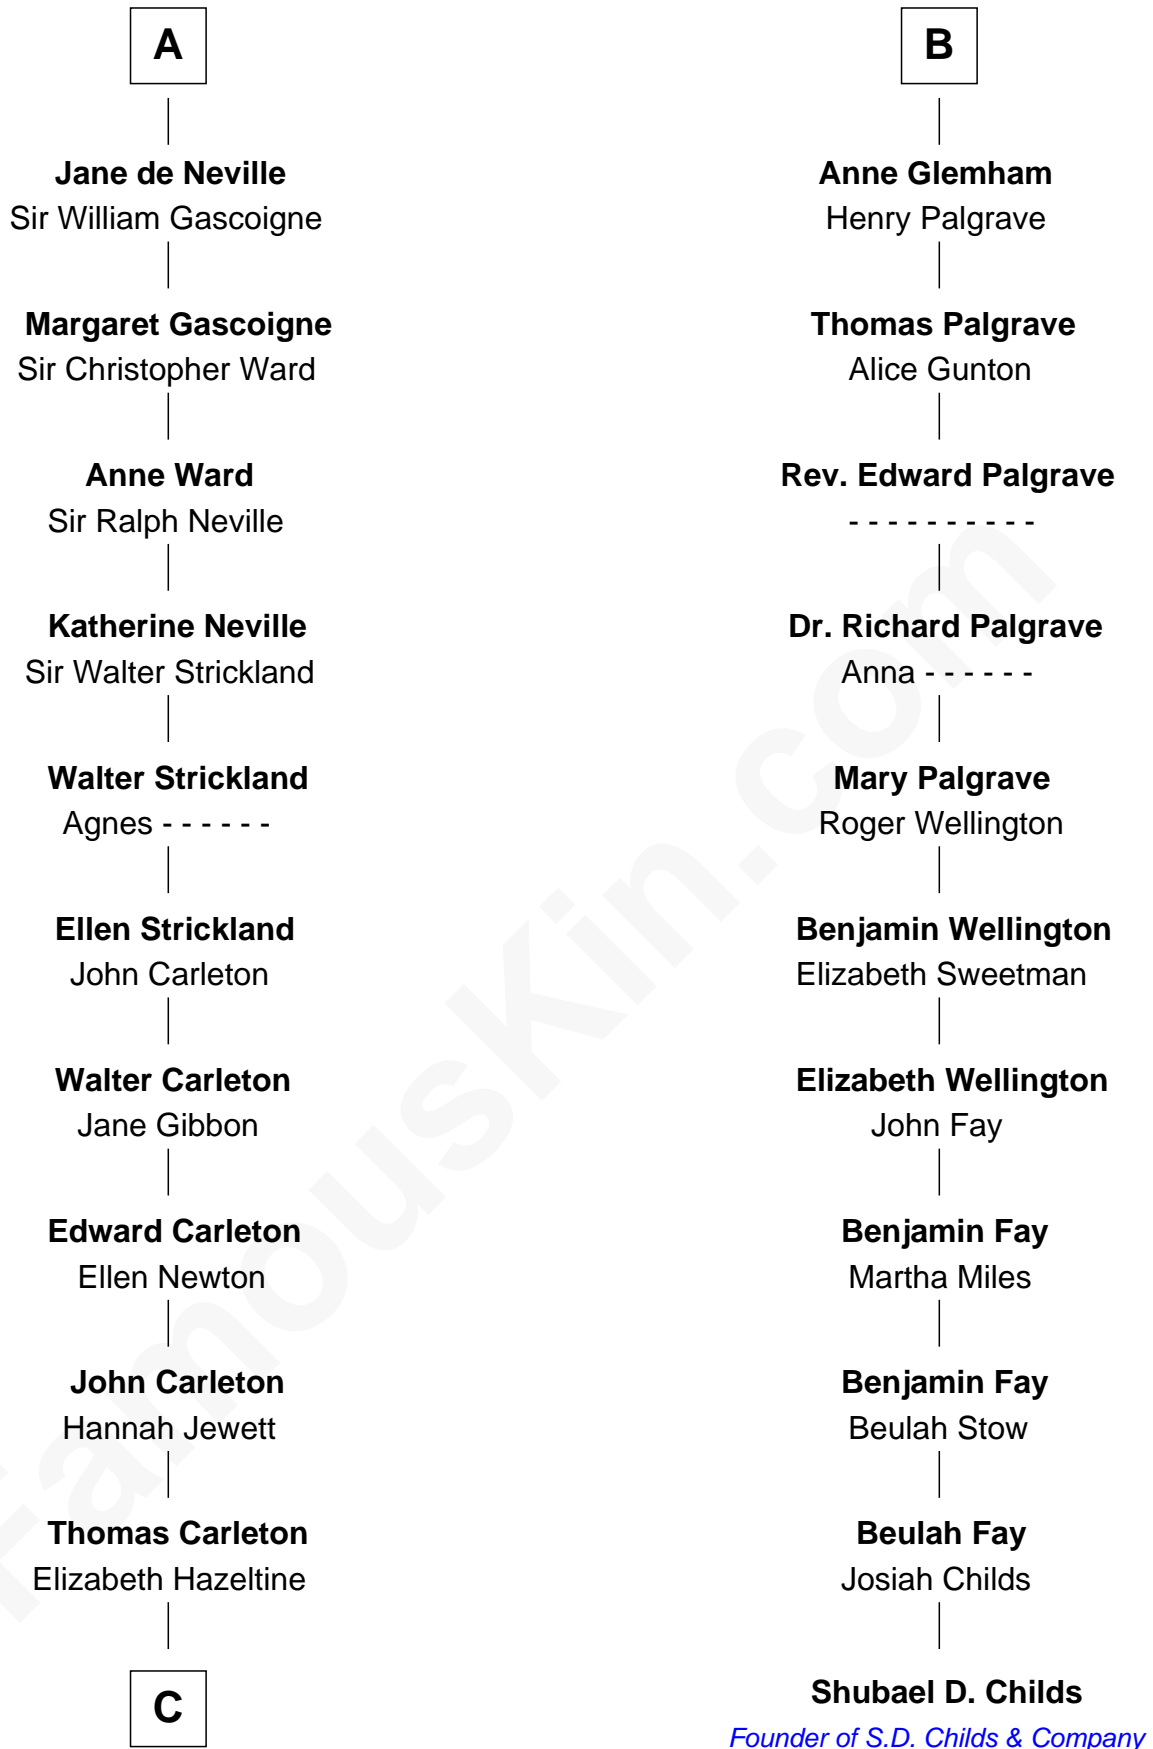 A
Jane de Neville
Sir William Gascoigne
Margaret Gascoigne
Sir Christopher Ward
Anne Ward
Sir Ralph Neville
Katherine Neville
Sir Walter Strickland
Walter Strickland
Agnes - - - - - -
Ellen Strickland
John Carleton
Walter Carleton
Jane Gibbon
Edward Carleton
Ellen Newton
John Carleton
Hannah Jewett
Thomas Carleton
Elizabeth Hazeltine
C
B
Anne Glemham
Henry Palgrave
Thomas Palgrave
Alice Gunton
Rev. Edward Palgrave
- - - - - - - - - -
Dr. Richard Palgrave
Anna - - - - - -
Mary Palgrave
Roger Wellington
Benjamin Wellington
Elizabeth Sweetman
Elizabeth Wellington
John Fay
Benjamin Fay
Martha Miles
Benjamin Fay
Beulah Stow
Beulah Fay
Josiah Childs
Shubael D. Childs
Founder of S.D. Childs & Company
FamousKin.com